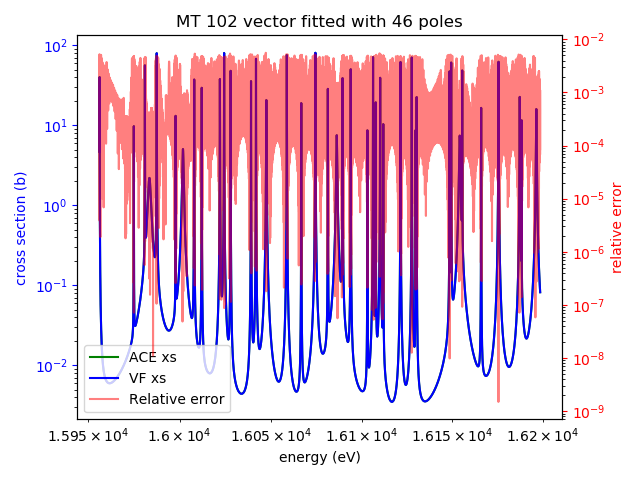 MT 102 vector fitted with 46 poles
10²
10¹
10⁰
10⁻¹
10⁻²
cross section (b)
10⁻²
10⁻³
10⁻⁴
10⁻⁵
10⁻⁶
10⁻⁷
10⁻⁸
10⁻⁹
relative error
ACE xs
VF xs
Relative error
1.595 × 10⁴ 1.6 × 10⁴ 1.605 × 10⁴ 1.61 × 10⁴ 1.615 × 10⁴ 1.62 × 10⁴
energy (eV)